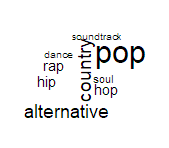 soundtrack
pop
dance
country
rap
hip
soul
hop
alternative